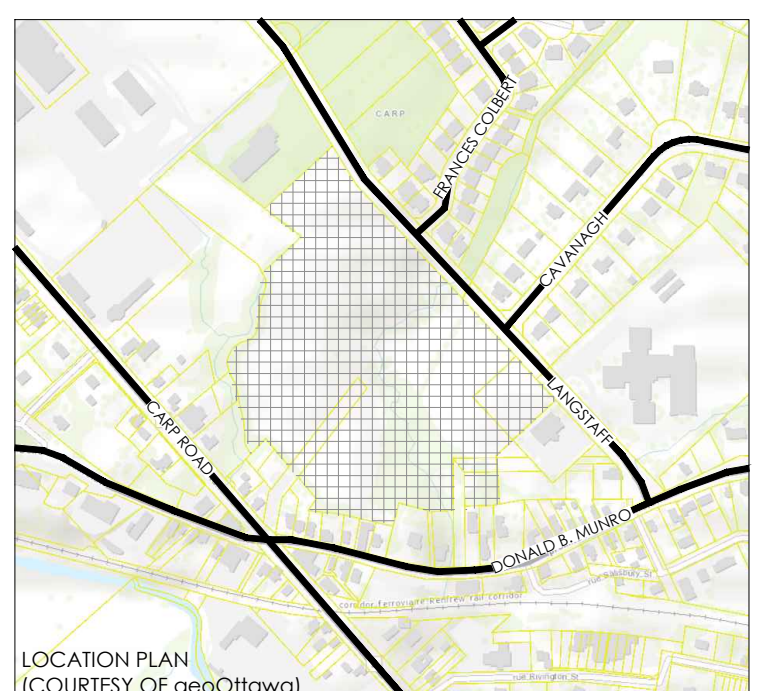 CARP
FRANCES COLBERT
CAVANAGH
LANGSTAFF
CARP ROAD
DONALD B. MUNRO
rue Salisbury St
corridor ferroviaire Renfrew rail corridor
rue Rivington St
LOCATION PLAN
(COURTESY OF geoOttawa)